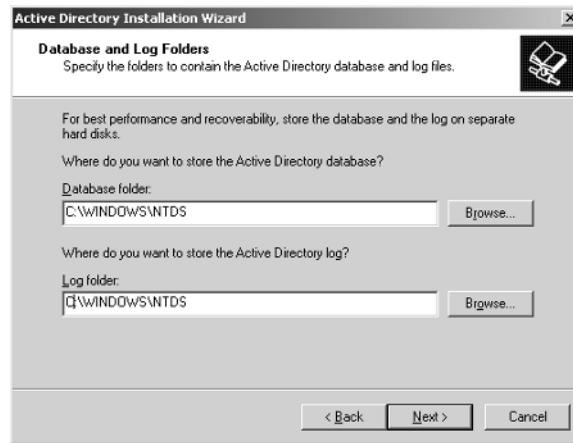 Active Directory Installation Wizard
Database and Log Folders
Specify the folders to contain the Active Directory database and log files.
For best performance and recoverability, store the database and the log on separate
hard disks.
Where do you want to store the Active Directory database?
Database folder:
C:\WINDOWS\NTDS
Browse...
Where do you want to store the Active Directory log?
Log folder:
C:\WINDOWS\NTDS
Browse...
< Back
Next >
Cancel